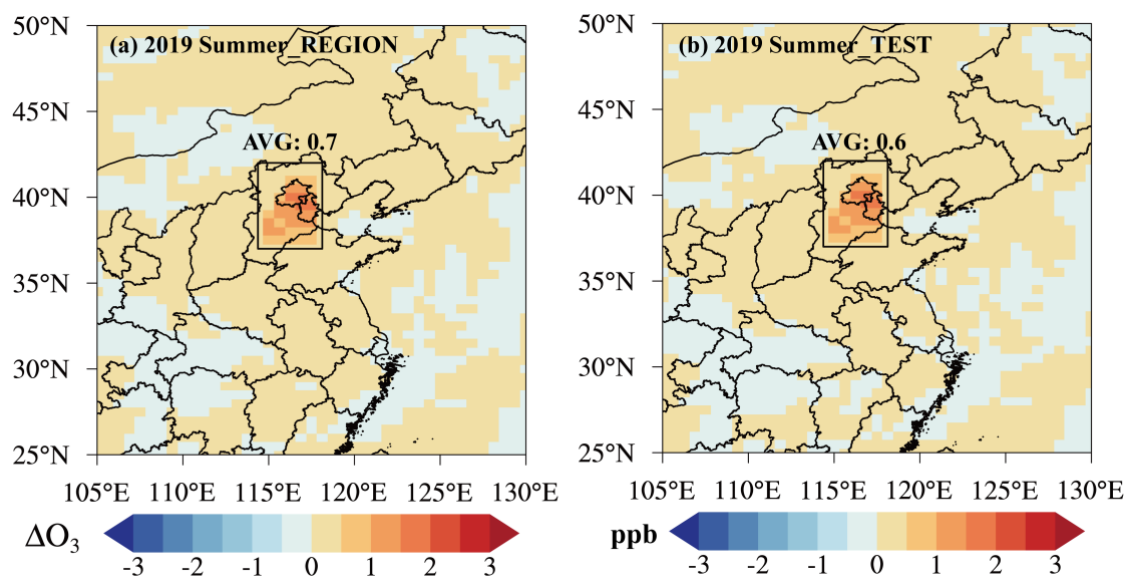 (a) 2019 Summer_REGION
AVG: 0.7
50°N
45°N
40°N
35°N
30°N
25°N
105°E 110°E 115°E 120°E 125°E 130°E
ΔO₃
-3 -2 -1 0 1 2 3
(b) 2019 Summer_TEST
AVG: 0.6
50°N
45°N
40°N
35°N
30°N
25°N
105°E 110°E 115°E 120°E 125°E 130°E
ppb
-3 -2 -1 0 1 2 3